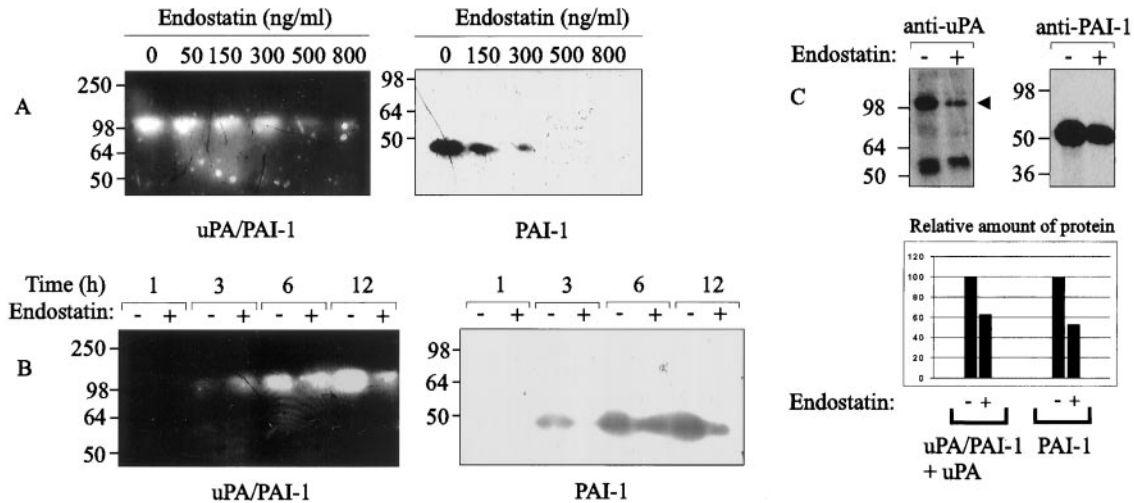 A
Endostatin (ng/ml)
0 50 150 300 500 800
250
98
64
50
uPA/PAI-1
Endostatin (ng/ml)
0 150 300 500 800
98
64
50
PAI-1
B
Time (h) 1 3 6 12
Endostatin: - + - + - + - +
250
98
64
50
uPA/PAI-1
1 3 6 12
- + - + - + - +
98
64
50
PAI-1
C
anti-uPA anti-PAI-1
Endostatin: - + - +
98
64
50
98
50
36
Relative amount of protein
120
100
80
60
40
20
0
Endostatin: - + - +
uPA/PAI-1 PAI-1
+ uPA